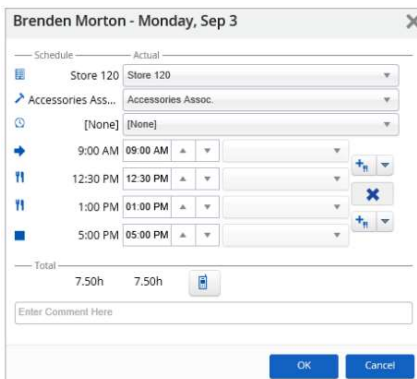 Brenden Morton - Monday, Sep 3
Schedule Actual
Store 120 Store 120
Accessories Ass... Accessories Assoc.
[None] [None]
9:00 AM 09:00 AM
12:30 PM 12:30 PM
1:00 PM 01:00 PM
5:00 PM 05:00 PM
Total
7.50h 7.50h
Enter Comment Here
OK Cancel